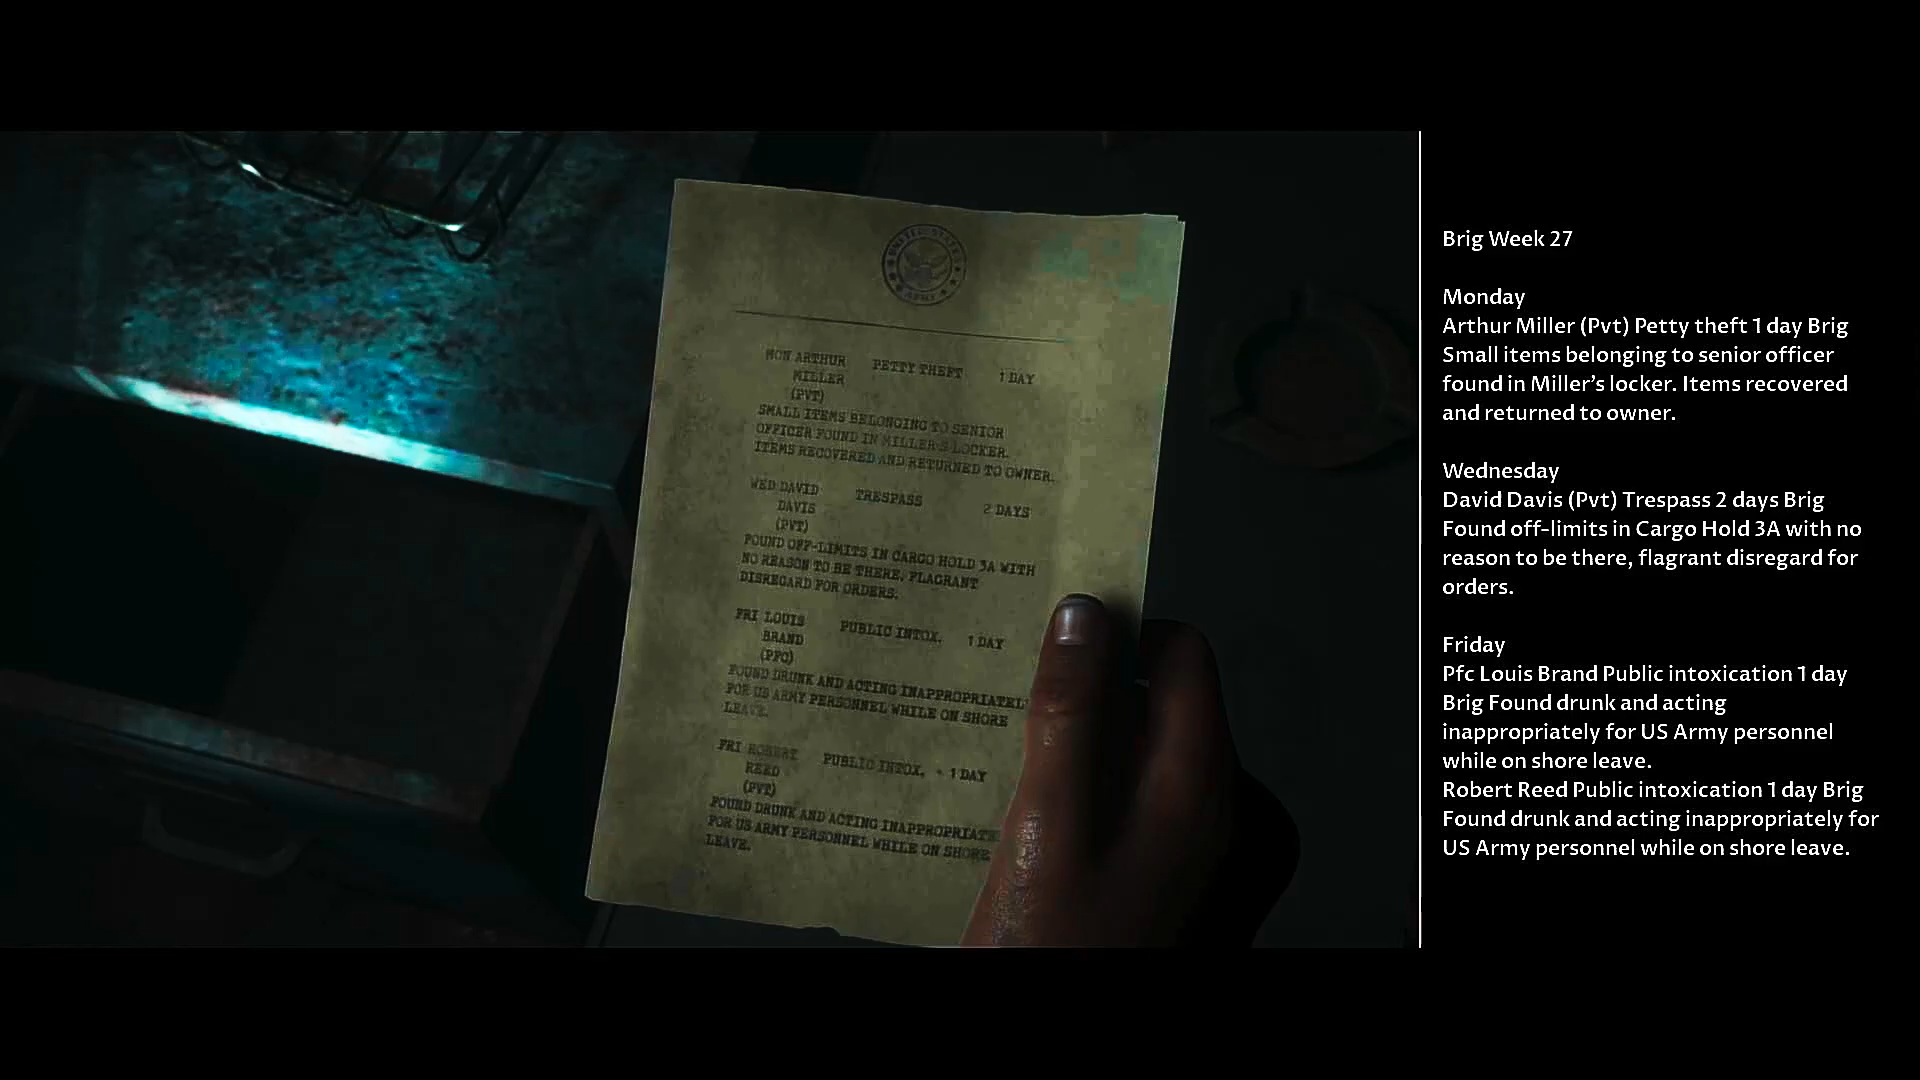 UNITED STATES
ARMY
MON ARTHUR PETTY THEFT 1 DAY
MILLER
(PVT)
SMALL ITEMS BELONGING TO SENIOR
OFFICER FOUND IN MILLER'S LOCKER.
ITEMS RECOVERED AND RETURNED TO OWNER.
WED DAVID TRESPASS 2 DAYS
DAVIS
(PVT)
FOUND OFF-LIMITS IN CARGO HOLD 3A WITH
NO REASON TO BE THERE, FLAGRANT
DISREGARD FOR ORDERS.
FRI LOUIS PUBLIC INTOX. 1 DAY
BRAND
(PFC)
FOUND DRUNK AND ACTING INAPPROPRIATEL
FOR US ARMY PERSONNEL WHILE ON SHORE
LEAVE.
FRI ROBERT PUBLIC INTOX. 1 DAY
REED
(PVT)
FOUND DRUNK AND ACTING INAPPROPRIATE
FOR US ARMY PERSONNEL WHILE ON SHORE
LEAVE.
Brig Week 27
Monday
Arthur Miller (Pvt) Petty theft 1 day Brig
Small items belonging to senior officer
found in Miller's locker. Items recovered
and returned to owner.
Wednesday
David Davis (Pvt) Trespass 2 days Brig
Found off-limits in Cargo Hold 3A with no
reason to be there, flagrant disregard for
orders.
Friday
Pfc Louis Brand Public intoxication 1 day
Brig Found drunk and acting
inappropriately for US Army personnel
while on shore leave.
Robert Reed Public intoxication 1 day Brig
Found drunk and acting inappropriately for
US Army personnel while on shore leave.